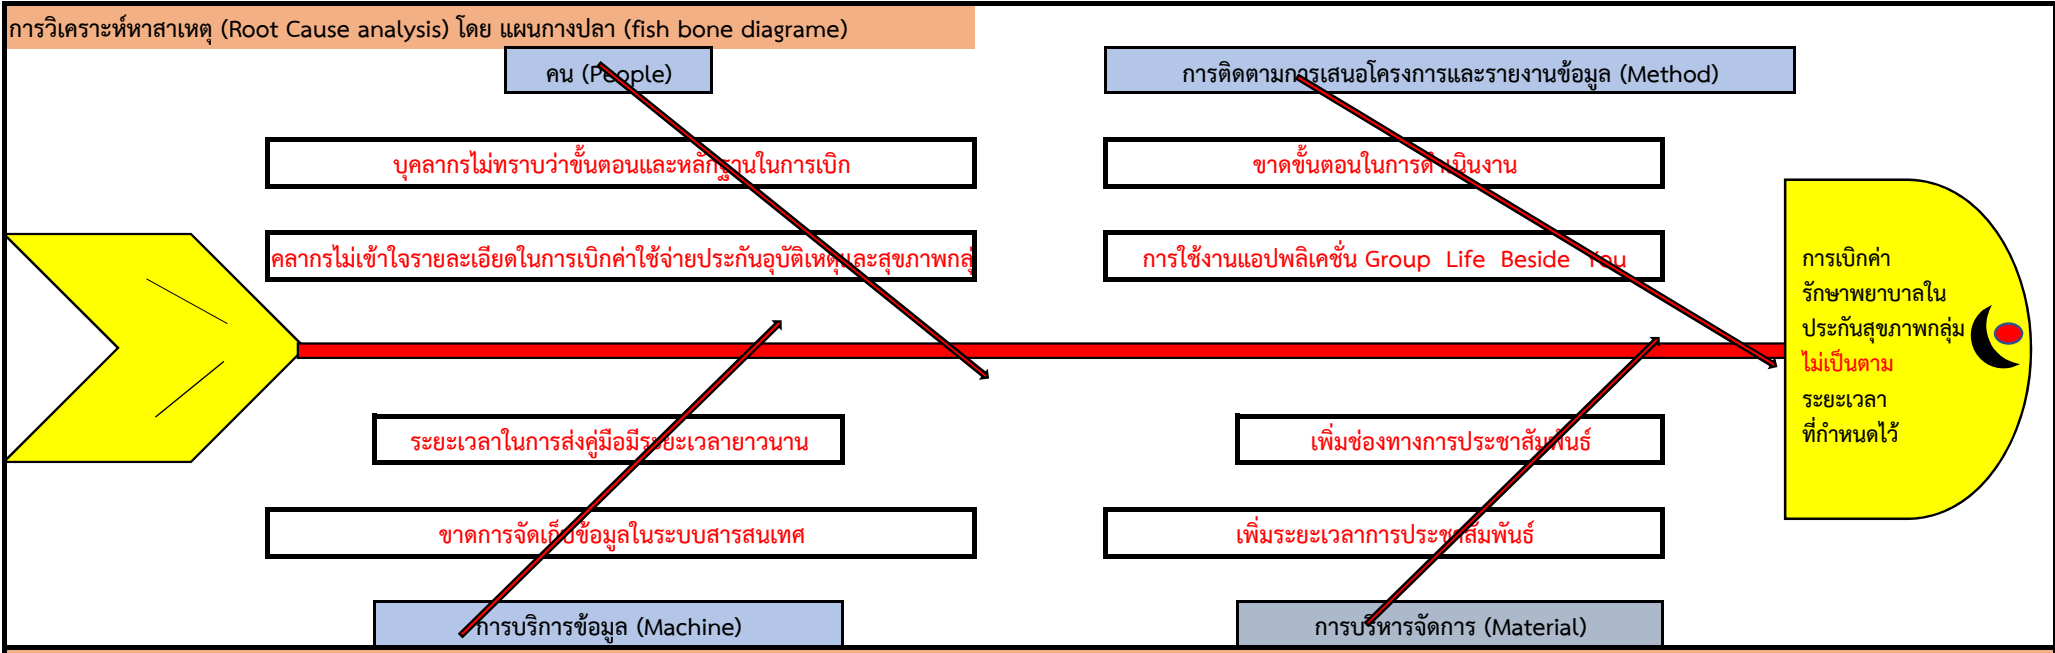 การวิเคราะห์หาสาเหตุ (Root Cause analysis) โดย แผนกางปลา (fish bone diagrame)
คน (People)
การติดตามการเสนอโครงการและรายงานข้อมูล (Method)
บุคลากรไม่ทราบว่าขั้นตอนและหลักฐานในการเบิก
ขาดขั้นตอนในการดำเนินงาน
คลากรไม่เข้าใจรายละเอียดในการเบิกค่าใช้จ่ายประกันอุบัติเหตุและสุขภาพกลุ่
การใช้งานแอปพลิเคชั่น Group Life Beside You
การเบิกค่า
รักษาพยาบาลใน
ประกันสุขภาพกลุ่ม
ไม่เป็นตาม
ระยะเวลา
ที่กำหนดไว้
ระยะเวลาในการส่งคู่มือมีระยะเวลายาวนาน
เพิ่มช่องทางการประชาสัมพันธ์
ขาดการจัดเก็บข้อมูลในระบบสารสนเทศ
เพิ่มระยะเวลาการประชาสัมพันธ์
การบริการข้อมูล (Machine)
การบริหารจัดการ (Material)